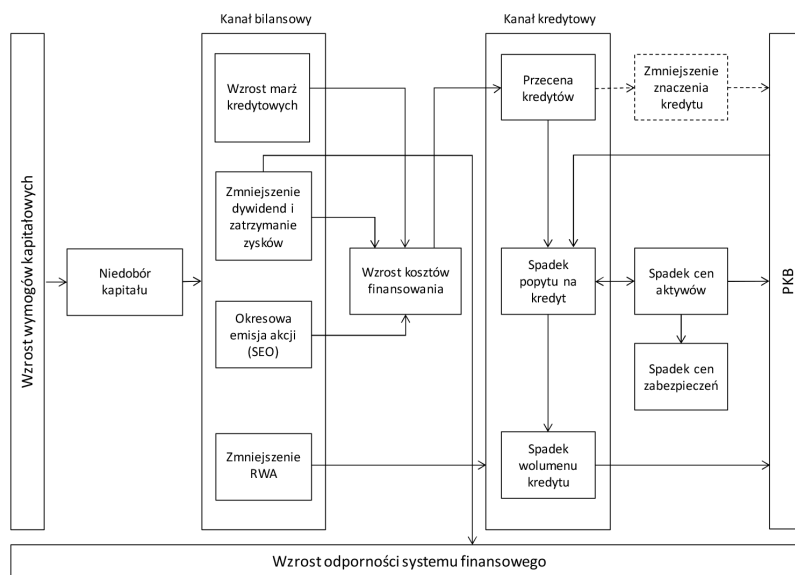 Kanał bilansowy
Kanał kredytowy
Wzrost wymogów kapitałowych
Niedobór
kapitału
Wzrost marż
kredytowych
Zmniejszenie
dywidend i
zatrzymanie
zysków
Okresowa
emisja akcji
(SEO)
Zmniejszenie
RWA
Wzrost kosztów
finansowania
Przecena
kredytów
Zmniejszenie
znaczenia
kredytu
Spadek
popytu na
kredyt
Spadek cen
aktywów
Spadek cen
zabezpieczeń
Spadek
wolumenu
kredytu
PKB
Wzrost odporności systemu finansowego